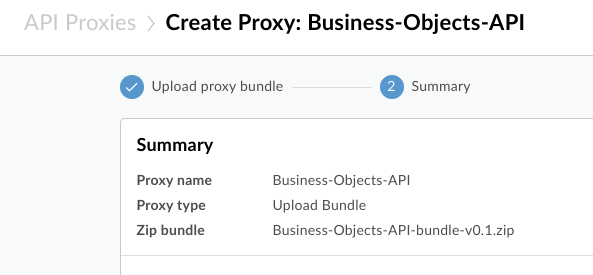 API Proxies > Create Proxy: Business-Objects-API
Upload proxy bundle 2 Summary
Summary
Proxy name Business-Objects-API
Proxy type Upload Bundle
Zip bundle Business-Objects-API-bundle-v0.1.zip